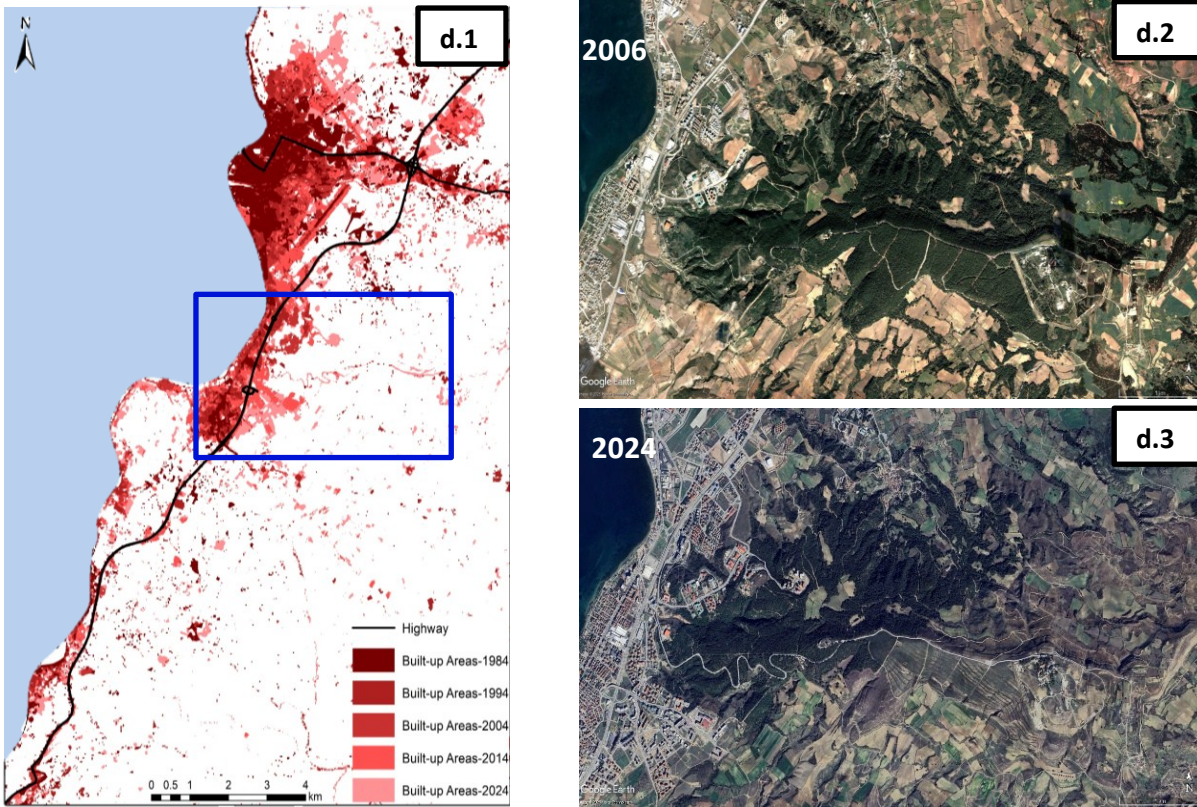 N
d.1
Highway
Built-up Areas-1984
Built-up Areas-1994
Built-up Areas-2004
Built-up Areas-2014
Built-up Areas-2024
0 0.5 1 2 3 4
km
2006
d.2
Google Earth
2024
d.3
Google Earth
N